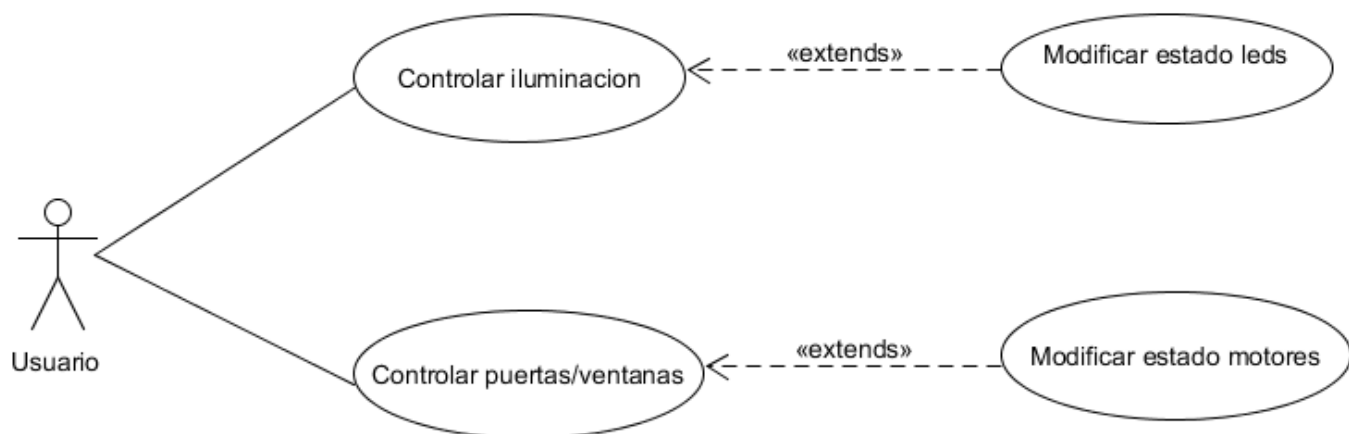 Controlar iluminacion
«extends»
Modificar estado leds
Usuario
Controlar puertas/ventanas
«extends»
Modificar estado motores